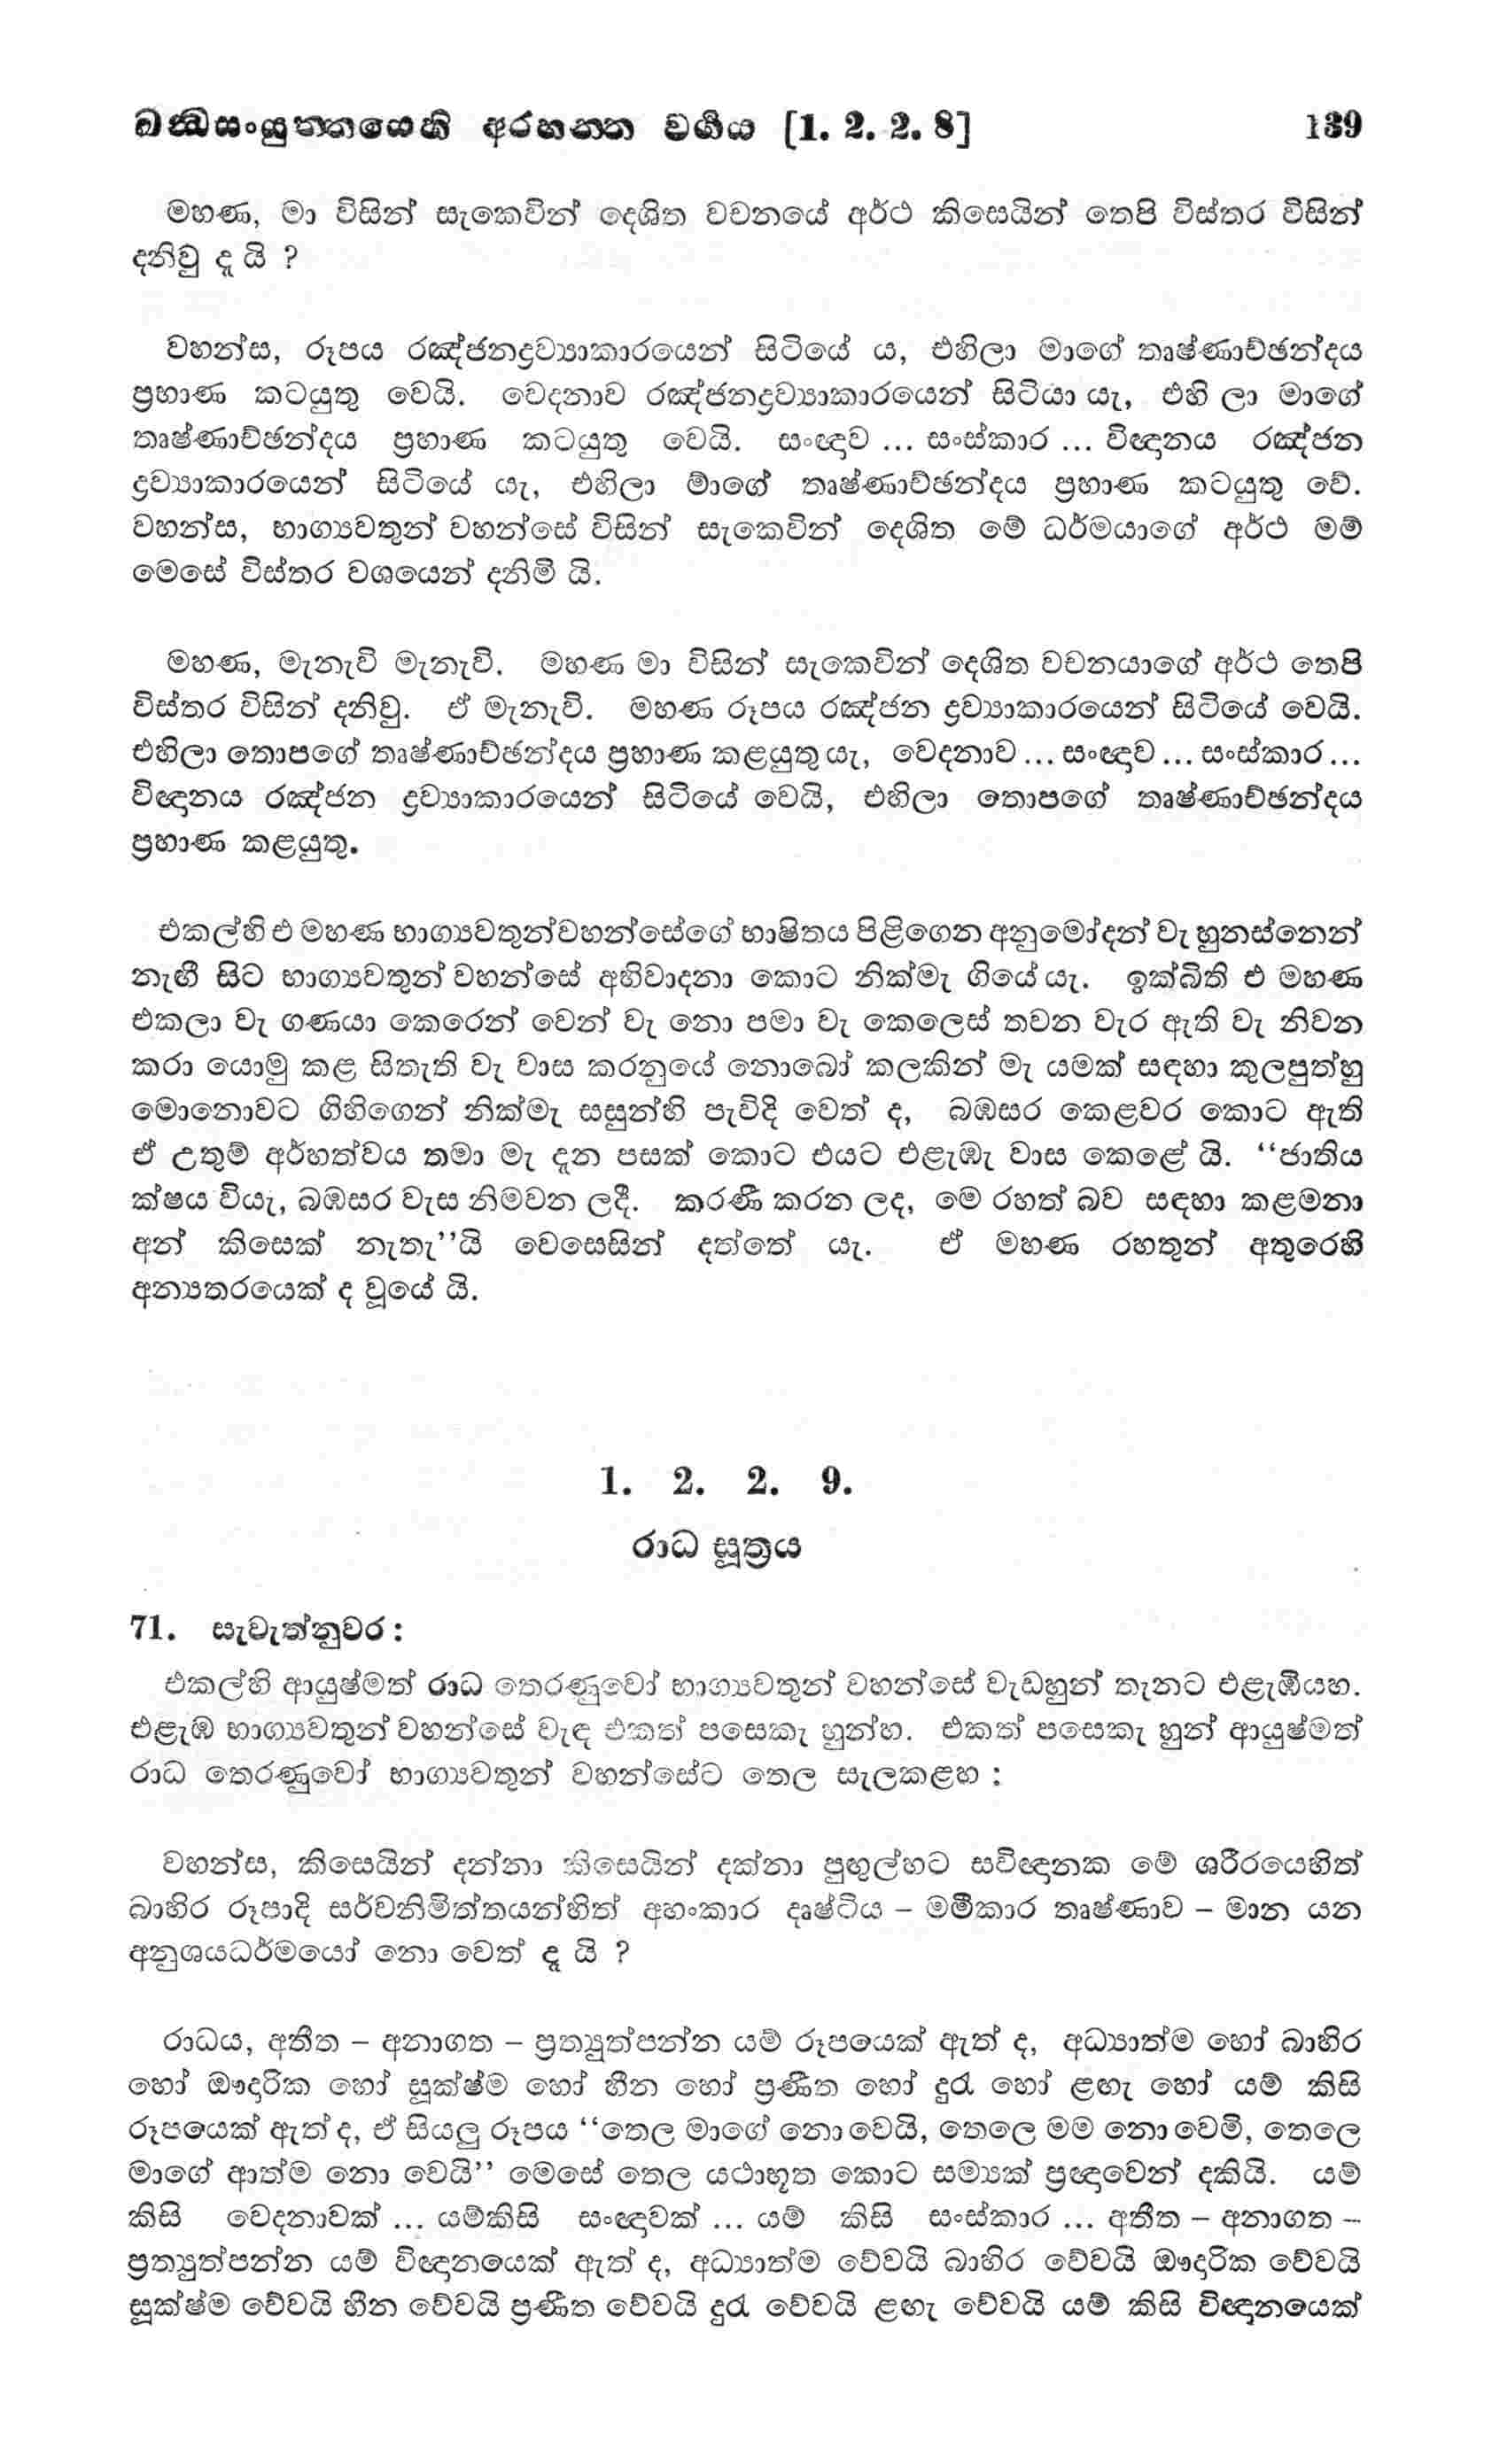 ඛන්‍ධසංයුත්තයෙහි අරහන්ත වර්‍ගය [1. 2. 2. 8] 139
මහණ, මා විසින් සැකෙවින් දෙශිත වචනයේ අර්ථ කිසෙයින් තෙපි විස්තර විසින්
දනිවු දැ යි ?
වහන්ස, රූපය රඤ්ජනද්‍රව්‍යාකාරයෙන් සිටියේ ය, එහිලා මාගේ තෘෂ්ණාච්ඡන්දය
ප්‍රහාණ කටයුතු වෙයි. වෙදනාව රඤ්ජනද්‍රව්‍යාකාරයෙන් සිටියා යැ, එහි ලා මාගේ
තෘෂ්ණාච්ඡන්දය ප්‍රහාණ කටයුතු වෙයි. සංඥාව ... සංස්කාර ... විඥානය රඤ්ජන
ද්‍රව්‍යාකාරයෙන් සිටියේ යැ, එහිලා මාගේ තෘෂ්ණාච්ඡන්දය ප්‍රහාණ කටයුතු වේ.
වහන්ස, භාග්‍යවතුන් වහන්සේ විසින් සැකෙවින් දෙශිත මේ ධර්මයාගේ අර්ථ මම්
මෙසේ විස්තර වශයෙන් දනිමි යි.
මහණ, මැනැවි මැනැවි. මහණ මා විසින් සැකෙවින් දෙශිත වචනයාගේ අර්ථ තෙපි
විස්තර විසින් දනිවු. ඒ මැනැවි. මහණ රූපය රඤ්ජන ද්‍රව්‍යාකාරයෙන් සිටියේ වෙයි.
එහිලා තොපගේ තෘෂ්ණාච්ඡන්දය ප්‍රහාණ කළයුතු යැ, වෙදනාව ... සංඥාව ... සංස්කාර ...
විඥානය රඤ්ජන ද්‍රව්‍යාකාරයෙන් සිටියේ වෙයි, එහිලා තොපගේ තෘෂ්ණාච්ඡන්දය
ප්‍රහාණ කළයුතු.
එකල්හි එ මහණ භාග්‍යවතුන්වහන්සේගේ භාෂිතය පිළිගෙන අනුමෝදන් වැ හුනස්නෙන්
නැඟී සිට භාග්‍යවතුන් වහන්සේ අභිවාදනා කොට නික්මැ ගියේ යැ. ඉක්බිති එ මහණ
එකලා වැ ගණයා කෙරෙන් වෙන් වැ නො පමා වැ කෙලෙස් තවන වැර ඇති වැ නිවන
කරා යොමු කළ සිතැති වැ වාස කරනුයේ නොබෝ කලකින් මැ යමක් සඳහා කුලපුත්හු
මොනොවට ගිහිගෙන් නික්මැ සසුන්හි පැවිදි වෙත් ද, බඹසර කෙළවර කොට ඇති
ඒ උතුම් අර්හත්වය තමා මැ දැන පසක් කොට එයට එළැඹැ වාස කෙළේ යි. “ජාතිය
ක්ෂය වියැ, බඹසර වැස නිමවන ලදී. කරණී කරන ලද, මෙ රහත් බව සඳහා කළමනා
අන් කිසෙක් නැතැ”යි වෙසෙසින් දත්තේ යැ. ඒ මහණ රහතුන් අතුරෙහි
අන්‍යතරයෙක් ද වූයේ යි.
1. 2. 2. 9.
රාධ සූත්‍රය
71. සැවැත්නුවර :
එකල්හි ආයුෂ්මත් රාධ තෙරණුවෝ භාග්‍යවතුන් වහන්සේ වැඩහුන් තැනට එළැඹියහ.
එළැඹ භාග්‍යවතුන් වහන්සේ වැඳ එකත් පසෙකැ හුන්හ. එකත් පසෙකැ හුන් ආයුෂ්මත්
රාධ තෙරණුවෝ භාග්‍යවතුන් වහන්සේට තෙල සැලකළහ :
වහන්ස, කිසෙයින් දන්නා කිසෙයින් දක්නා පුඟුල්හට සවිඥානක මේ ශරීරයෙහිත්
බාහිර රූපාදි සර්වනිමිත්තයන්හිත් අහංකාර දෘෂ්ටිය – මමීකාර තෘෂ්ණාව – මාන යන
අනුශයධර්මයෝ නො වෙත් දැ යි ?
රාධය, අතීත – අනාගත – ප්‍රත්‍යුත්පන්න යම් රූපයෙක් ඇත් ද, අධ්‍යාත්ම හෝ බාහිර
හෝ ඖදාරික හෝ සූක්ෂ්ම හෝ හීන හෝ ප්‍රණීත හෝ දුරැ හෝ ළඟැ හෝ යම් කිසි
රූපයෙක් ඇත් ද, ඒ සියලු රූපය “තෙල මාගේ නො වෙයි, තෙලෙ මම නො වෙමි, තෙලෙ
මාගේ ආත්ම නො වෙයි” මෙසේ තෙල යථාභූත කොට සම්‍යක් ප්‍රඥාවෙන් දකියි. යම්
කිසි වෙදනාවක් ... යම්කිසි සංඥාවක් ... යම් කිසි සංස්කාර ... අතීත – අනාගත –
ප්‍රත්‍යුත්පන්න යම් විඥානයෙක් ඇත් ද, අධ්‍යාත්ම වේවයි බාහිර වේවයි ඖදාරික වේවයි
සූක්ෂ්ම වේවයි හීන වේවයි ප්‍රණීත වේවයි දුරැ වේවයි ළඟැ වේවයි යම් කිසි විඥානයෙක්